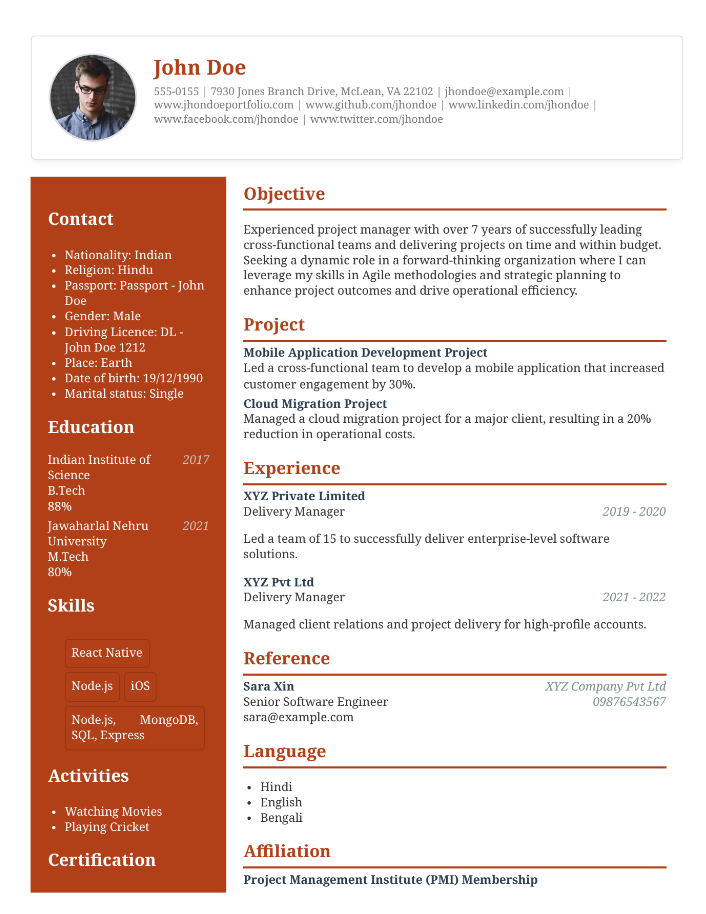 John Doe
555-0155 | 7930 Jones Branch Drive, McLean, VA 22102 | jhondoe@example.com |
www.jhondoeportfolio.com | www.github.com/jhondoe | www.linkedin.com/jhondoe |
www.facebook.com/jhondoe | www.twitter.com/jhondoe
Contact
• Nationality: Indian
• Religion: Hindu
• Passport: Passport - John
Doe
• Gender: Male
• Driving Licence: DL -
John Doe 1212
• Place: Earth
• Date of birth: 19/12/1990
• Marital status: Single
Education
Indian Institute of 2017
Science
B.Tech
88%
Jawaharlal Nehru 2021
University
M.Tech
80%
Skills
React Native
Node.js iOS
Node.js, MongoDB,
SQL, Express
Activities
• Watching Movies
• Playing Cricket
Certification
Objective
Experienced project manager with over 7 years of successfully leading
cross-functional teams and delivering projects on time and within budget.
Seeking a dynamic role in a forward-thinking organization where I can
leverage my skills in Agile methodologies and strategic planning to
enhance project outcomes and drive operational efficiency.
Project
Mobile Application Development Project
Led a cross-functional team to develop a mobile application that increased
customer engagement by 30%.
Cloud Migration Project
Managed a cloud migration project for a major client, resulting in a 20%
reduction in operational costs.
Experience
XYZ Private Limited
Delivery Manager 2019 - 2020
Led a team of 15 to successfully deliver enterprise-level software
solutions.
XYZ Pvt Ltd
Delivery Manager 2021 - 2022
Managed client relations and project delivery for high-profile accounts.
Reference
Sara Xin XYZ Company Pvt Ltd
Senior Software Engineer 09876543567
sara@example.com
Language
• Hindi
• English
• Bengali
Affiliation
Project Management Institute (PMI) Membership